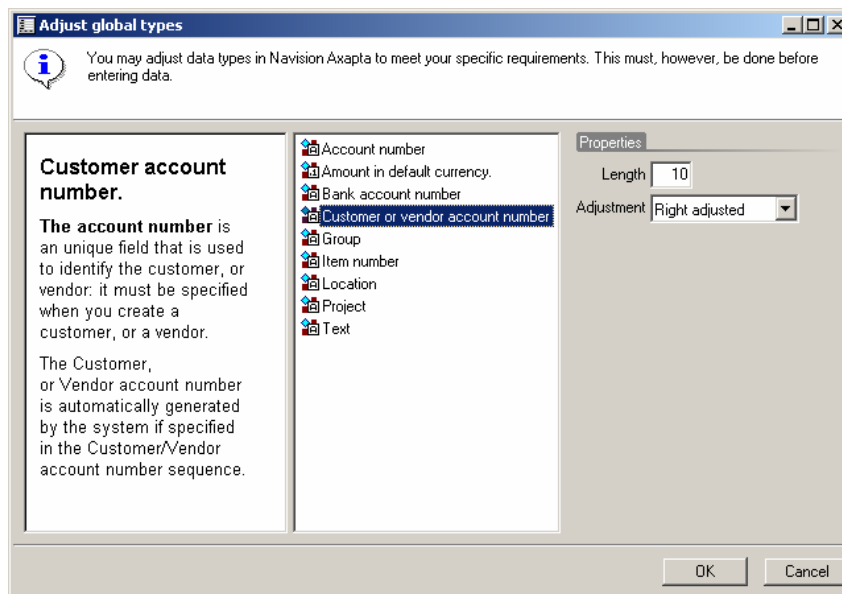 Adjust global types
You may adjust data types in Navision Axapta to meet your specific requirements. This must, however, be done before
entering data.
Customer account
number.
The account number is
an unique field that is used
to identify the customer, or
vendor: it must be specified
when you create a
customer, or a vendor.
The Customer,
or Vendor account number
is automatically generated
by the system if specified
in the Customer/Vendor
account number sequence.
Account number
Amount in default currency.
Bank account number
Customer or vendor account number
Group
Item number
Location
Project
Text
Properties
Length 10
Adjustment Right adjusted
OK Cancel